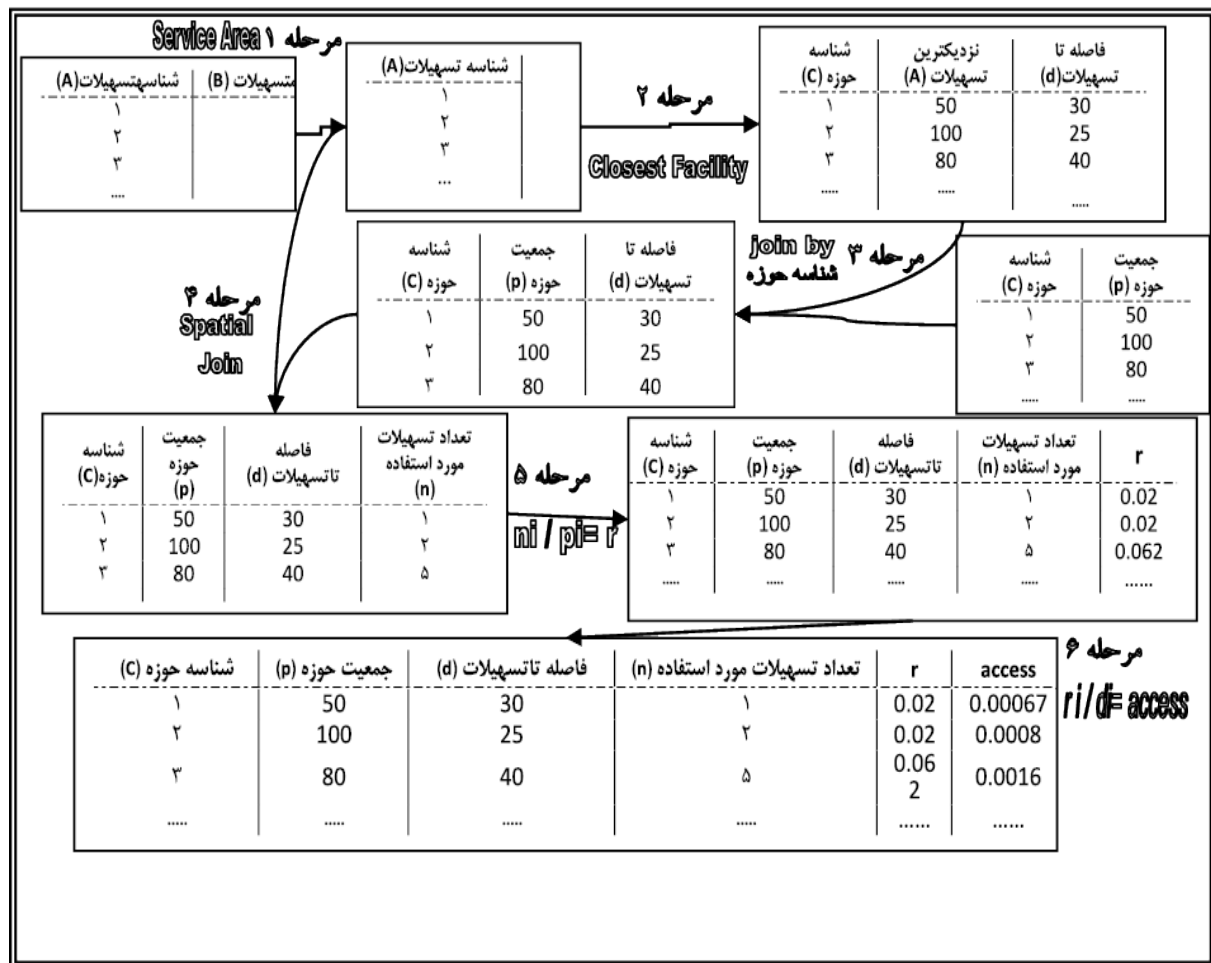 Service Area مرحله ۱
شناسهتسهیلات(A) | متسهیلات (B)
۱
۲
۳
....
شناسه تسهیلات(A)
۱
۲
۳
...
مرحله ۲
Closest Facility
شناسه | نزدیکترین | فاصله تا
حوزه (C) | تسهیلات (A) | تسهیلات(d)
۱ | 50 | 30
۲ | 100 | 25
۳ | 80 | 40
..... | ..... | .....
مرحله ۳ join by
شناسه حوزه
شناسه | جمعیت
حوزه (C) | حوزه (p)
۱ | 50
۲ | 100
۳ | 80
..... | .....
شناسه | جمعیت | فاصله تا
حوزه (C) | حوزه (p) | تسهیلات (d)
۱ | 50 | 30
۲ | 100 | 25
۳ | 80 | 40
مرحله ۴
Spatial
Join
شناسه | جمعیت | فاصله | تعداد تسهیلات
حوزه(C) | حوزه | تاتسهیلات (d) | مورد استفاده
(p) | (n)
۱ | 50 | 30 | ۱
۲ | 100 | 25 | ۲
۳ | 80 | 40 | ۵
مرحله ۵
ni / pi= r
شناسه | جمعیت | فاصله | تعداد تسهیلات | r
حوزه (C) | حوزه (p) | تاتسهیلات (d) | مورد استفاده (n)
۱ | 50 | 30 | ۱ | 0.02
۲ | 100 | 25 | ۲ | 0.02
۳ | 80 | 40 | ۵ | 0.062
..... | ..... | ..... | ..... | ......
مرحله ۶
ri/di= access
شناسه حوزه (C) | جمعیت حوزه (p) | فاصله تاتسهیلات (d) | تعداد تسهیلات مورد استفاده (n) | r | access
۱ | 50 | 30 | ۱ | 0.02 | 0.00067
۲ | 100 | 25 | ۲ | 0.02 | 0.0008
۳ | 80 | 40 | ۵ | 0.06 | 0.0016
2
..... | ..... | ..... | ..... | ...... | ......